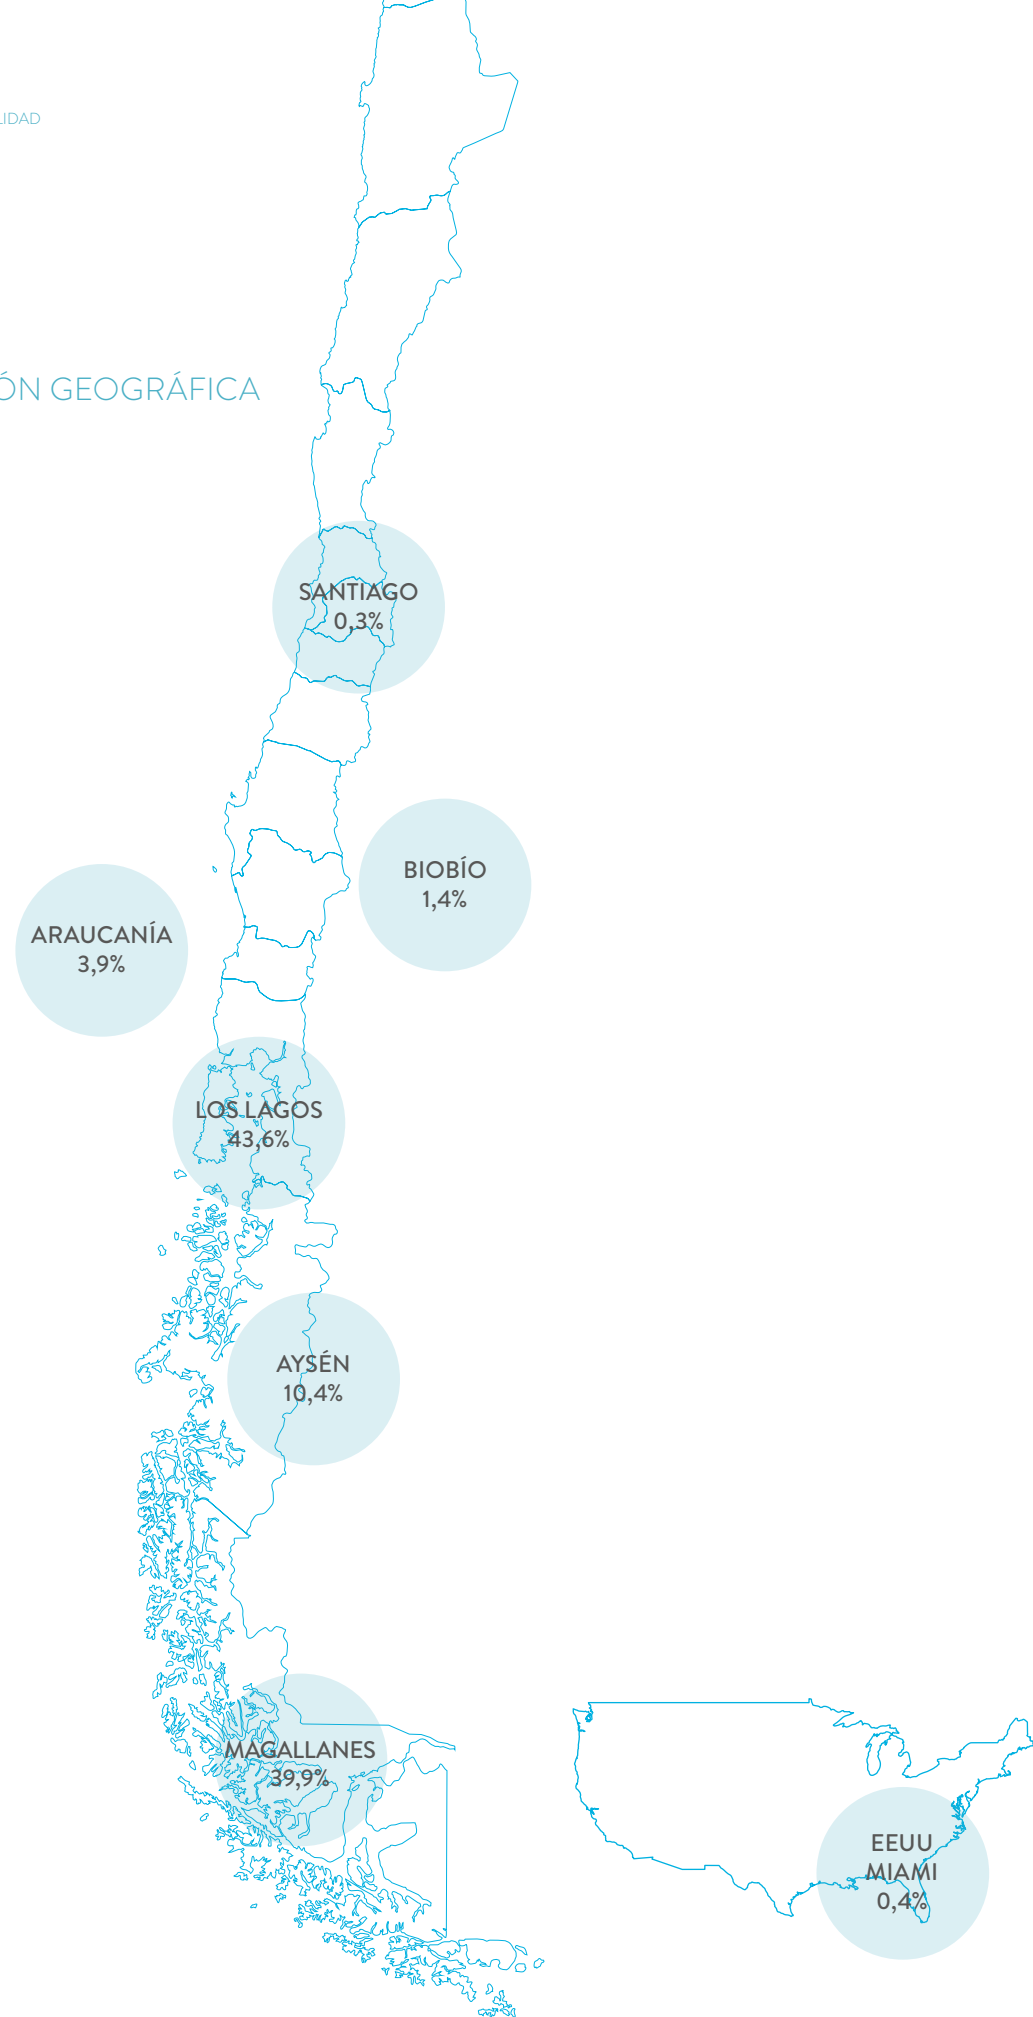 LIDAD
ÓN GEOGRÁFICA
SANTIAGO
0,3%
BIOBÍO
1,4%
ARAUCANÍA
3,9%
LOS LAGOS
43,6%
AYSÉN
10,4%
MAGALLANES
39,9%
EEUU
MIAMI
0,4%